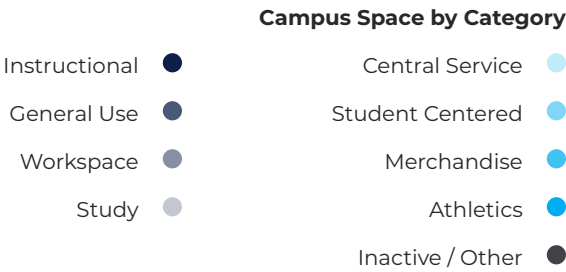 Campus Space by Category
Instructional
General Use
Workspace
Study
Central Service
Student Centered
Merchandise
Athletics
Inactive / Other